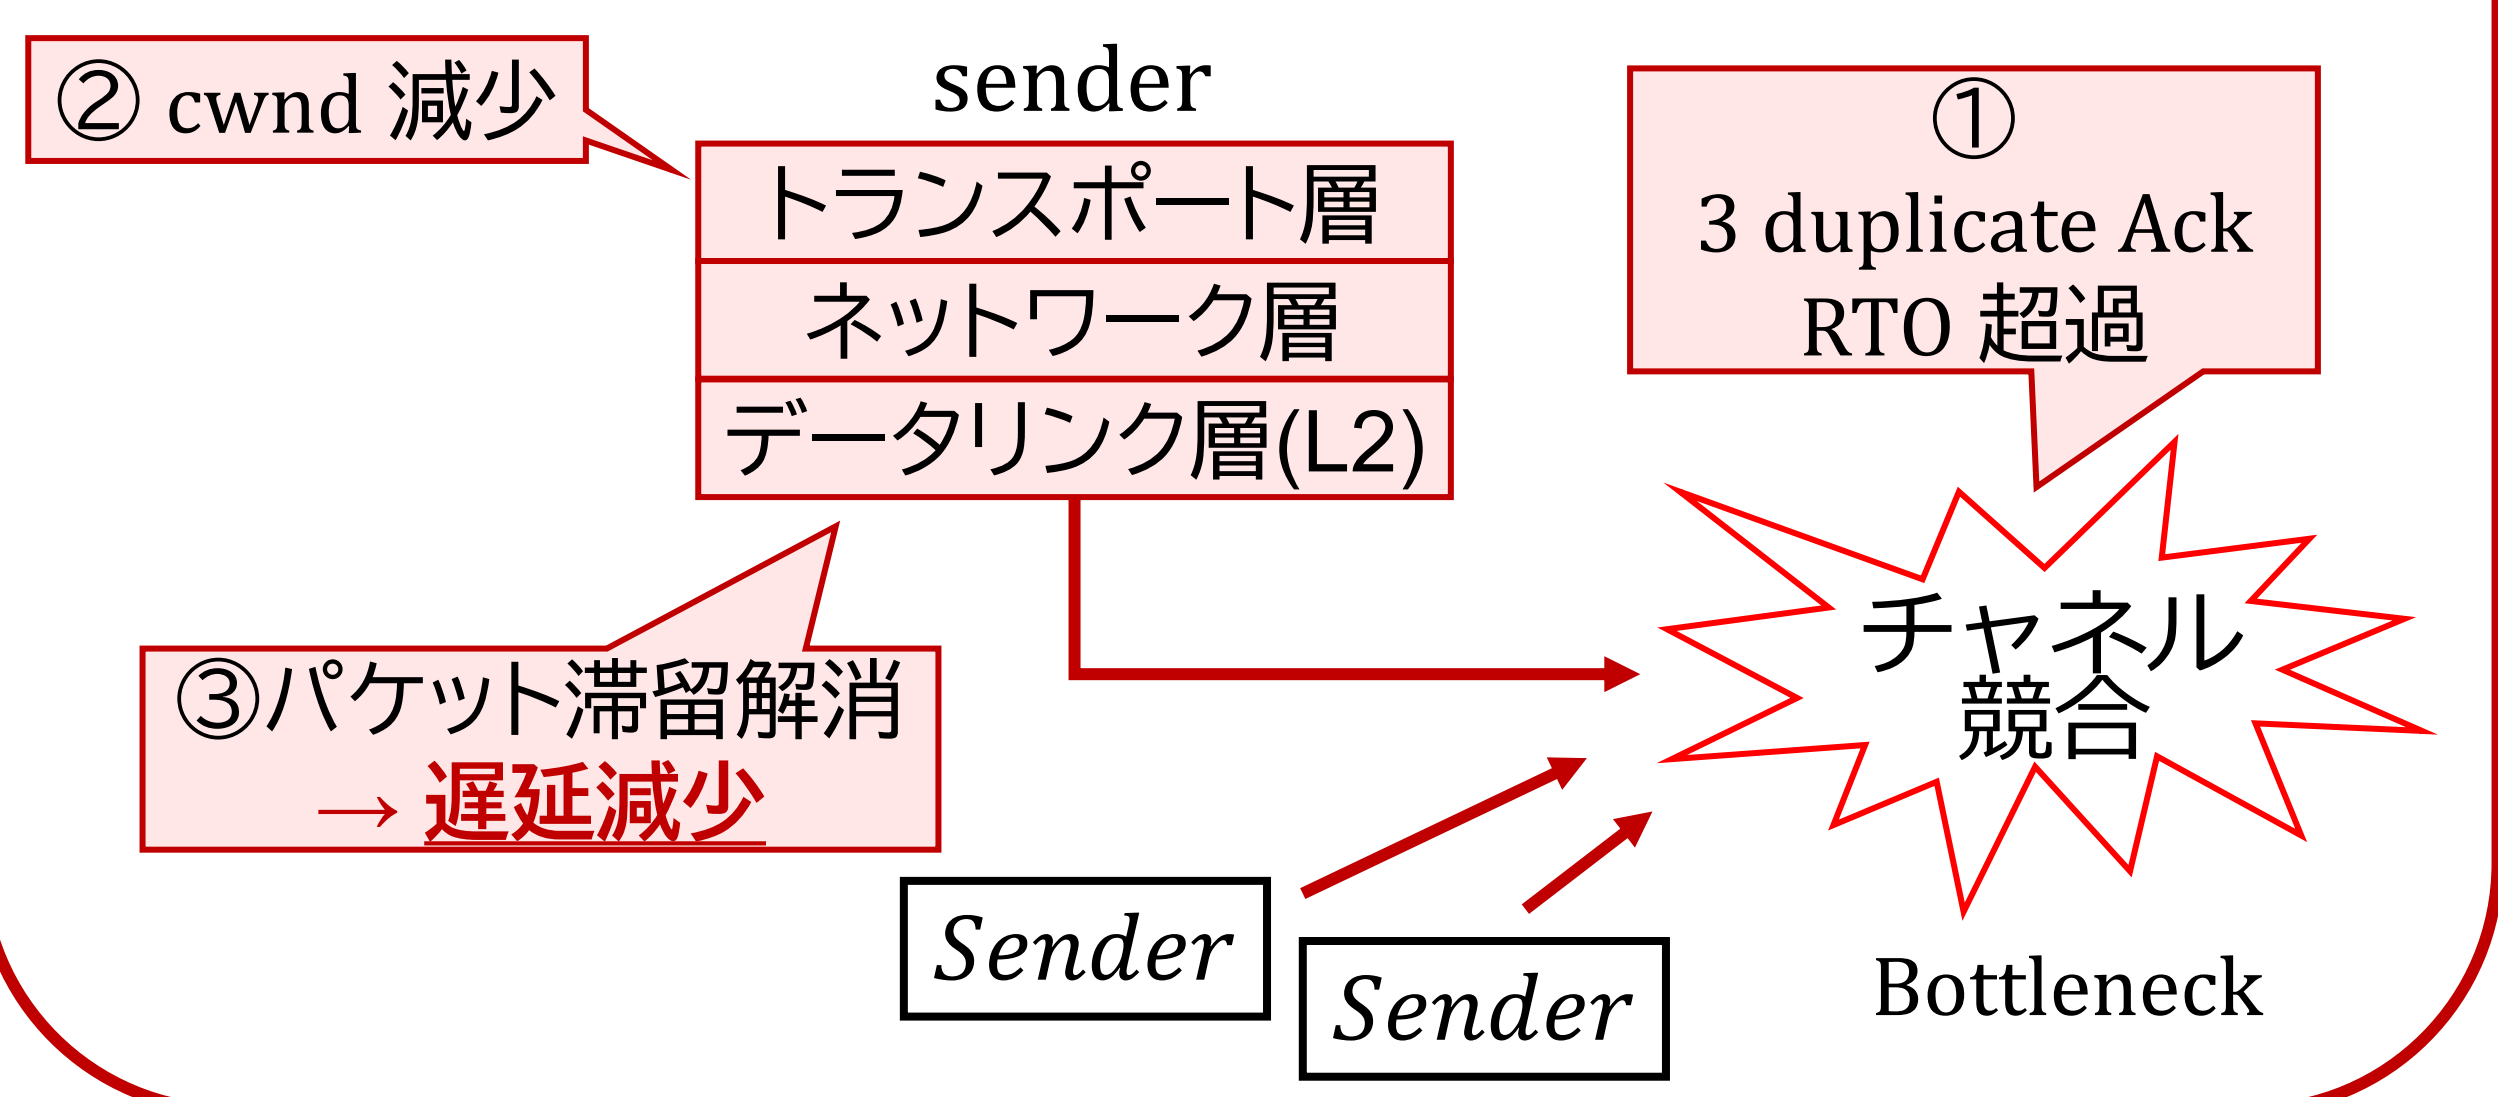 ② cwnd 減少
sender
トランスポート層
ネットワーク層
データリンク層(L2)
①
3 duplicate Ack
RTO 超過
チャネル
競合
③パケット滞留解消
→ 遅延減少
Sender
Sender
Bottleneck